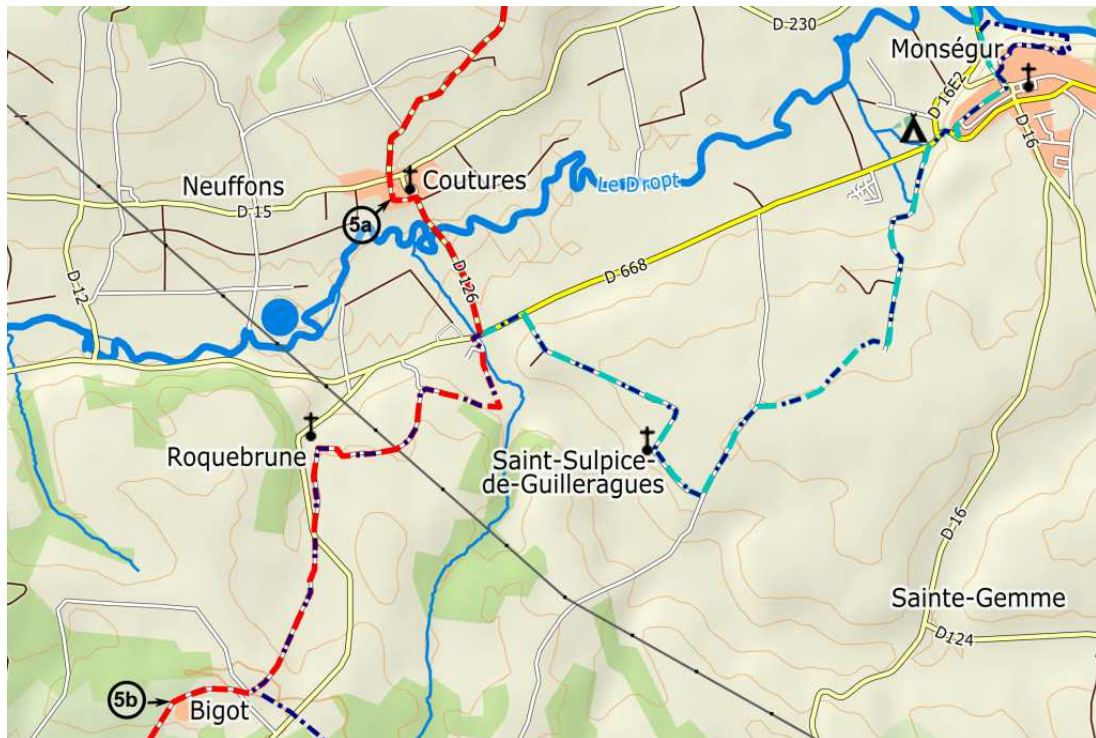 D 230
Monségur
D 16E2
D 16
Neuffons
Coutures
Le Dropt
D 15
5a
D 126
D 668
D 12
Roquebrune
Saint-Sulpice-
de-Guilleragues
D 16
Sainte-Gemme
D124
5b
Bigot